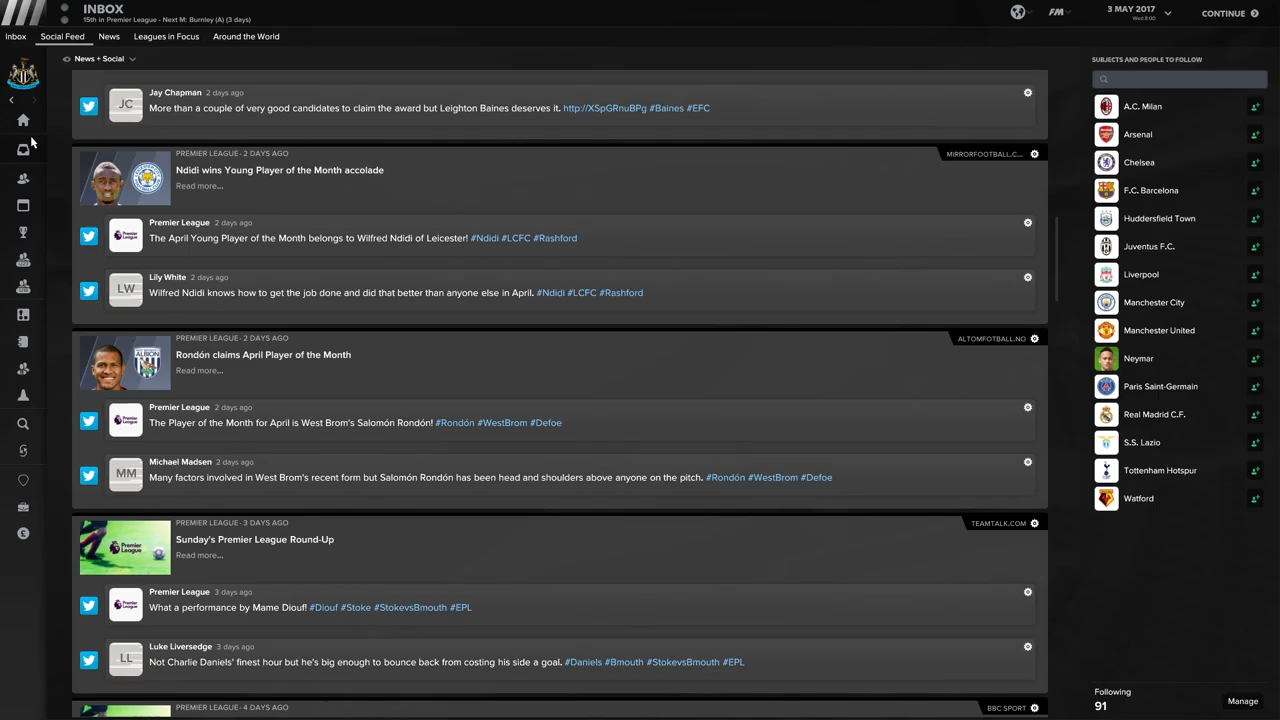 INBOX
15th in Premier League - Next M: Burnley (A) (3 days)
FM
3 MAY 2017
Wed 8:00
CONTINUE
Inbox
Social Feed
News
Leagues in Focus
Around the World
News + Social
Jay Chapman 2 days ago
JC
More than a couple of very good candidates to claim the award but Leighton Baines deserves it. http://XSpGRnuBPg #Baines #EFC
PREMIER LEAGUE - 2 DAYS AGO
MIRRORFOOTBALL.C...
Ndidi wins Young Player of the Month accolade
Read more...
Premier League 2 days ago
The April Young Player of the Month belongs to Wilfred Ndidi of Leicester! #Ndidi #LCFC #Rashford
Lily White 2 days ago
LW
Wilfred Ndidi knows how to get the job done and did that better than anyone else in April. #Ndidi #LCFC #Rashford
PREMIER LEAGUE - 2 DAYS AGO
ALTOMFOTBALL.NO
Rondón claims April Player of the Month
ALBION
Read more...
Premier League 2 days ago
The Player of the Month for April is West Brom's Salomón Rondón! #Rondón #WestBrom #Defoe
Michael Madsen 2 days ago
MM
Many factors involved in West Brom's recent form but Salomón Rondón has been head and shoulders above anyone on the pitch. #Rondón #WestBrom #Defoe
PREMIER LEAGUE - 3 DAYS AGO
TEAMTALK.COM
Sunday's Premier League Round-Up
Premier League
Read more...
Premier League 3 days ago
What a performance by Mame Diouf! #Diouf #Stoke #StokevsBmouth #EPL
Luke Liversedge 3 days ago
LL
Not Charlie Daniels' finest hour but he's big enough to bounce back from costing his side a goal. #Daniels #Bmouth #StokevsBmouth #EPL
PREMIER LEAGUE - 4 DAYS AGO
BBC SPORT
SUBJECTS AND PEOPLE TO FOLLOW
A.C. Milan
Arsenal
Chelsea
F.C. Barcelona
Huddersfield Town
Juventus F.C.
Liverpool
Manchester City
Manchester United
Neymar
Paris Saint-Germain
Real Madrid C.F.
S.S. Lazio
Tottenham Hotspur
Watford
Following
91
Manage